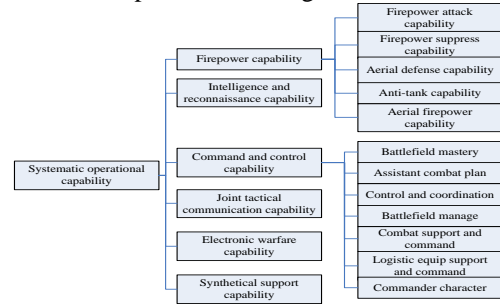 Firepower attack
capability
Firepower suppress
capability
Firepower capability
Aerial defense capability
Intelligence and
reconnaissance capability
Anti-tank capability
Aerial firepower
capability
Systematic operational
capability
Command and control
capability
Battlefield mastery
Assistant combat plan
Joint tactical
communication capability
Control and coordination
Battlefield manage
Electronic warfare
capability
Combat support and
command
Logistic equip support
and command
Synthetical support
capability
Commander character